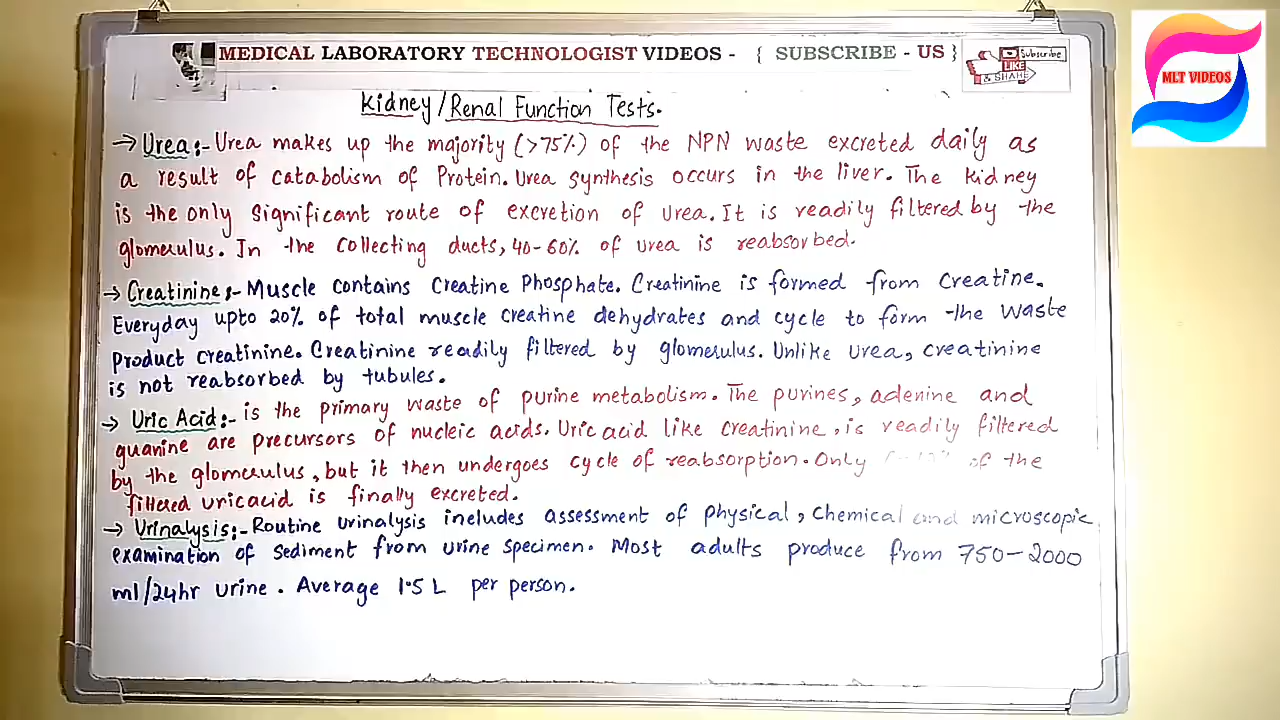 MEDICAL LABORATORY TECHNOLOGIST VIDEOS - { SUBSCRIBE - US }
Subscribe
LIKE
& SHARE
MLT VIDEOS
Kidney/Renal Function Tests.
→ Urea:- Urea makes up the majority (>75%) of the NPN waste excreted daily as
a result of catabolism of Protein. Urea synthesis occurs in the liver. The Kidney
is the only significant route of excretion of urea. It is readily filtered by the
glomerulus. In the collecting ducts, 40-60% of urea is reabsorbed.
→ Creatinine:- Muscle contains Creatine Phosphate. Creatinine is formed from Creatine.
Everyday upto 20% of total muscle creatine dehydrates and cycle to form the waste
Product creatinine. Creatinine readily filtered by glomerulus. Unlike urea, creatinine
is not reabsorbed by tubules.
→ Uric Acid:- is the primary waste of purine metabolism. The purines, adenine and
guanine are precursors of nucleic acids. Uric acid like creatinine, is readily filtered
by the glomerulus, but it then undergoes cycle of reabsorption. Only of the
filtered uric acid is finally excreted.
→ Urinalysis:- Routine urinalysis includes assessment of physical, chemical and microscopic
examination of sediment from urine specimen. Most adults produce from 750-2000
ml/24hr urine. Average 1.5 L per person.